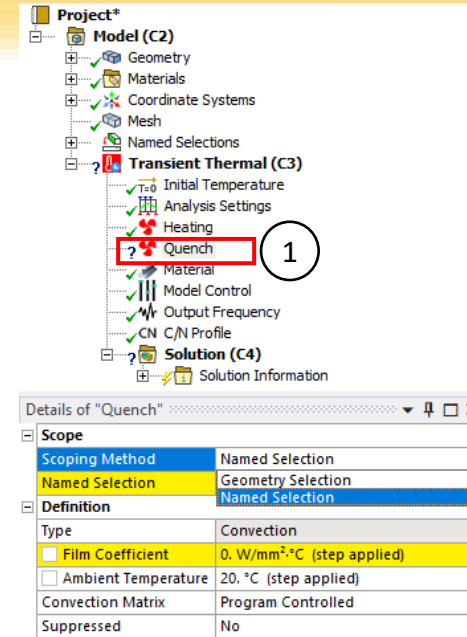 Project*
Model (C2)
Geometry
Materials
Coordinate Systems
Mesh
Named Selections
? Transient Thermal (C3)
T=0 Initial Temperature
Analysis Settings
Heating
? Quench 1
Material
Model Control
Output Frequency
CN C/N Profile
? Solution (C4)
i Solution Information
Details of "Quench"
Scope
Scoping Method Named Selection
Named Selection Geometry Selection
Named Selection
Definition
Type Convection
Film Coefficient 0. W/mm²·°C (step applied)
Ambient Temperature 20. °C (step applied)
Convection Matrix Program Controlled
Suppressed No